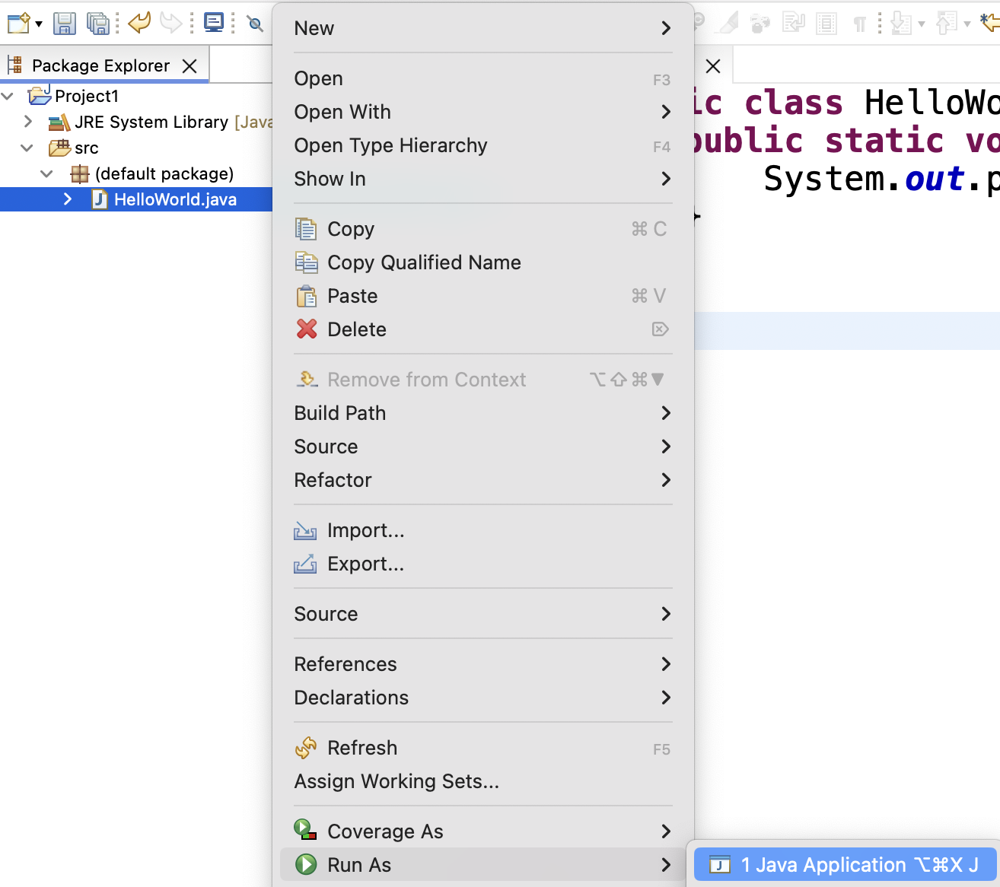 Package Explorer
Project1
JRE System Library [Java
src
(default package)
HelloWorld.java
New
Open F3
Open With
Open Type Hierarchy F4
Show In
Copy ⌘ C
Copy Qualified Name
Paste ⌘ V
Delete ⌦
Remove from Context ⌥⇧⌘▼
Build Path
Source
Refactor
Import...
Export...
Source
References
Declarations
Refresh F5
Assign Working Sets...
Coverage As
Run As
1 Java Application ⌥⌘X J
ic class HelloWo
public static vo
System.out.p
}